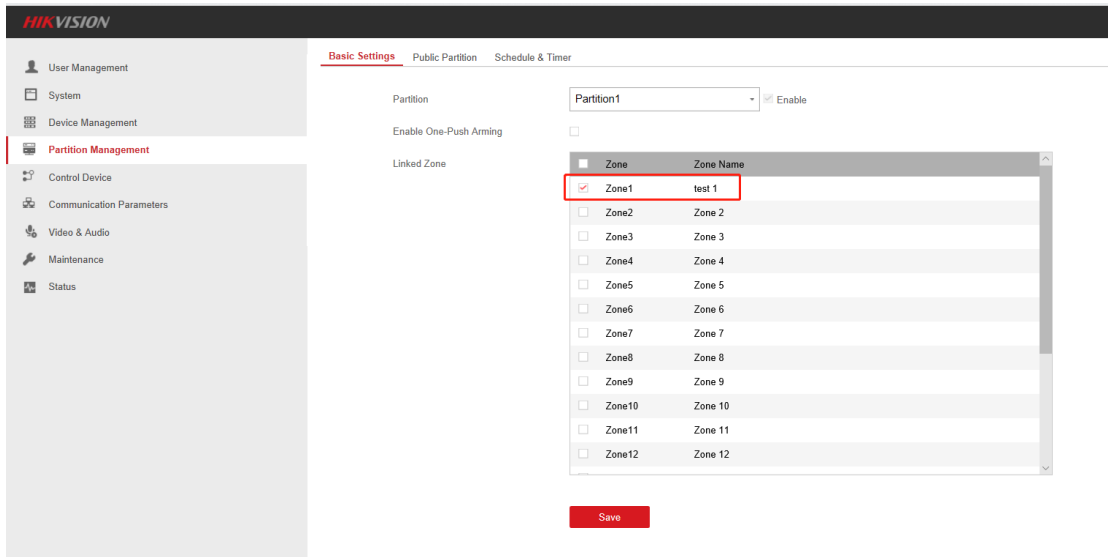 HIKVISION
User Management
System
Device Management
Partition Management
Control Device
Communication Parameters
Video & Audio
Maintenance
Status
Basic Settings Public Partition Schedule & Timer
Partition Partition1 Enable
Enable One-Push Arming
Linked Zone
Zone Zone Name
Zone1 test 1
Zone2 Zone 2
Zone3 Zone 3
Zone4 Zone 4
Zone5 Zone 5
Zone6 Zone 6
Zone7 Zone 7
Zone8 Zone 8
Zone9 Zone 9
Zone10 Zone 10
Zone11 Zone 11
Zone12 Zone 12
Save